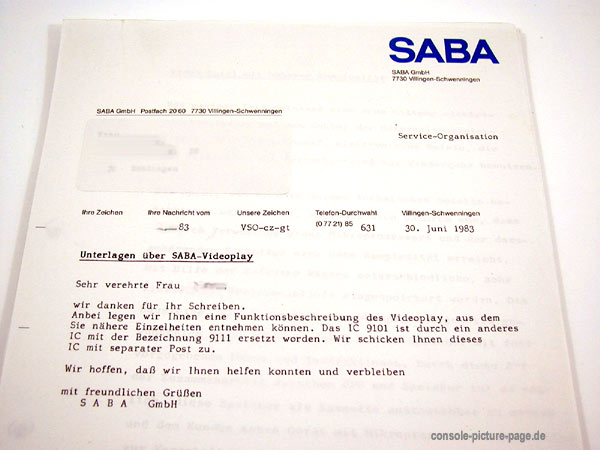 SABA
SABA GmbH
7730 Villingen-Schwenningen
SABA GmbH Postfach 20 60 7730 Villingen-Schwenningen
Service-Organisation
Ihre Zeichen Ihre Nachricht vom Unsere Zeichen Telefon-Durchwahl Villingen-Schwenningen
83 VSO-cz-gt (0 77 21) 85 631 30. Juni 1983
Unterlagen über SABA-Videoplay
Sehr verehrte Frau
wir danken für Ihr Schreiben.
Anbei legen wir Ihnen eine Funktionsbeschreibung des Videoplay, aus dem
Sie nähere Einzelheiten entnehmen können. Das IC 9101 ist durch ein anderes
IC mit der Bezeichnung 9111 ersetzt worden. Wir schicken Ihnen dieses
IC mit separater Post zu.
Wir hoffen, daß wir Ihnen helfen konnten und verbleiben
mit freundlichen Grüßen
S A B A GmbH
console-picture-page.de